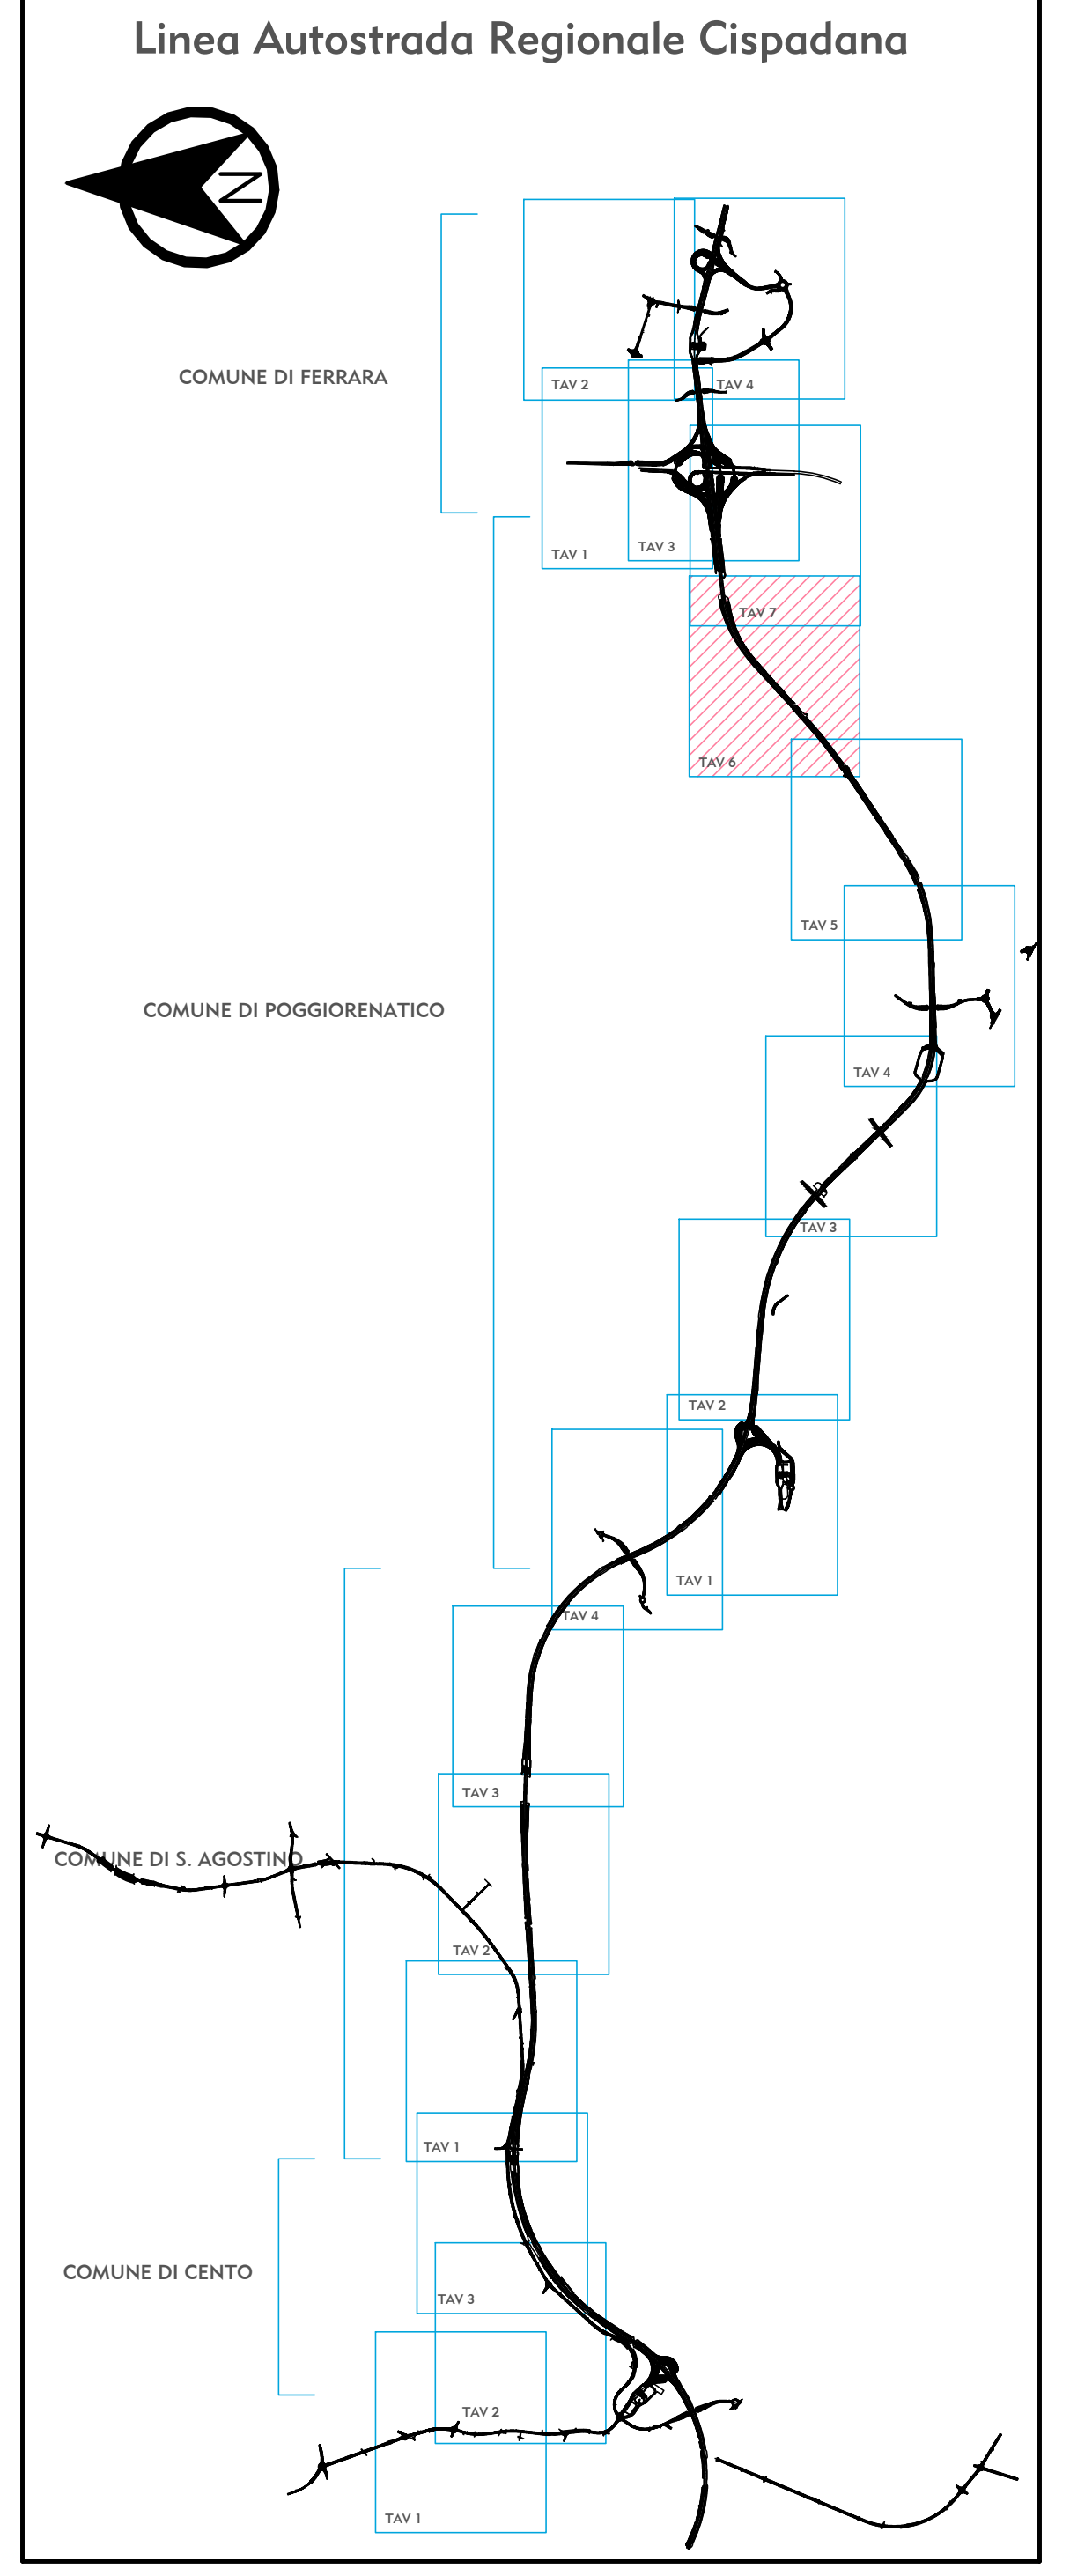 Linea Autostrada Regionale Cispadana
N
COMUNE DI FERRARA
TAV 2
TAV 4
TAV 3
TAV 1
TAV 7
TAV 6
TAV 5
COMUNE DI POGGIORENATICO
TAV 4
TAV 3
TAV 2
TAV 1
TAV 4
TAV 3
COMUNE DI S. AGOSTINO
TAV 2
TAV 1
COMUNE DI CENTO
TAV 3
TAV 2
TAV 1